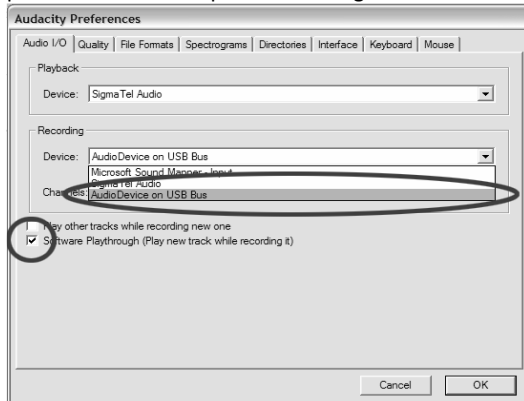 Audacity Preferences
Audio I/O Quality File Formats Spectrograms Directories Interface Keyboard Mouse
Playback
Device: SigmaTel Audio
Recording
Device: AudioDevice on USB Bus
Microsoft Sound Mapper - Input
SigmaTel Audio
Channels: AudioDevice on USB Bus
Play other tracks while recording new one
Software Playthrough (Play new track while recording it)
Cancel OK